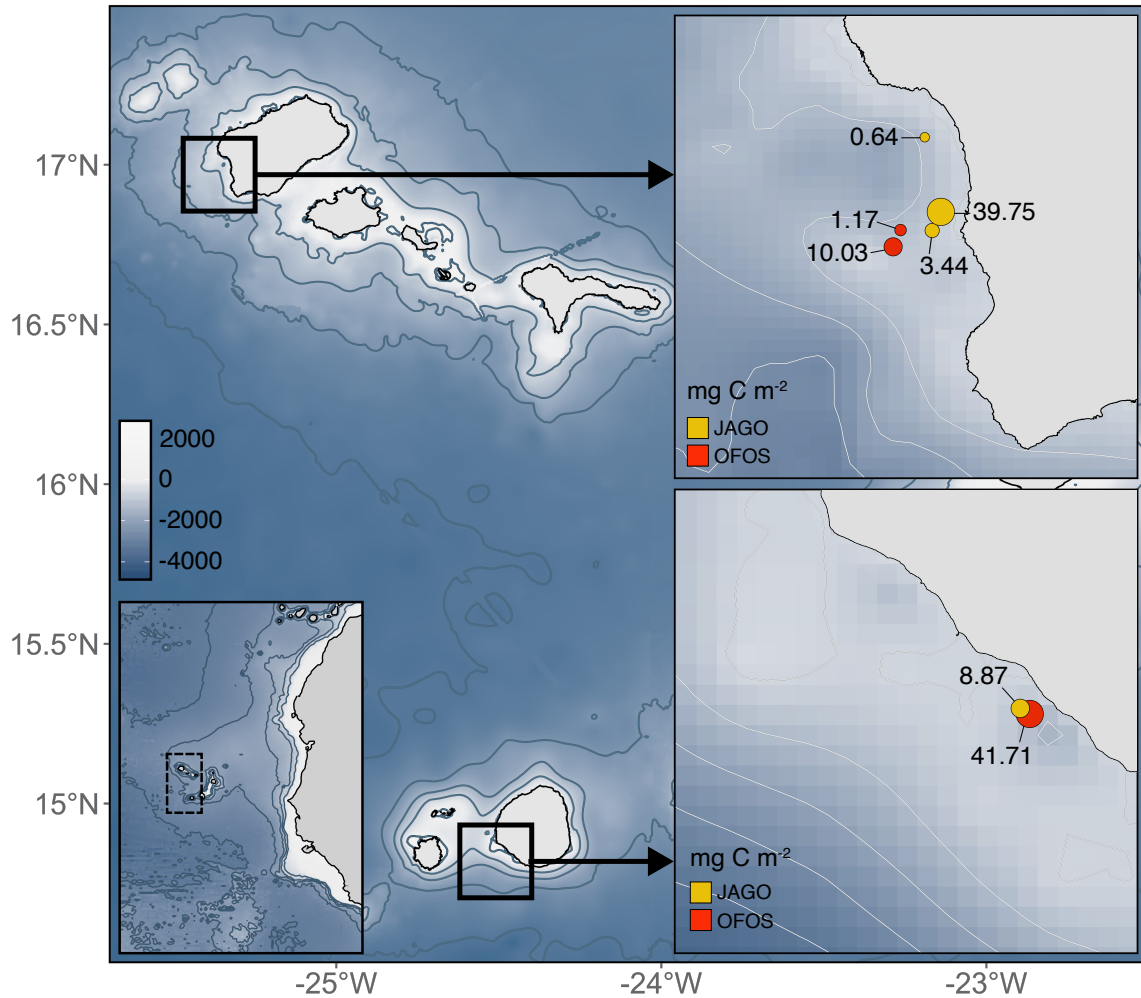 17°N
16.5°N
16°N
15.5°N
15°N
-25°W
-24°W
-23°W
2000
0
-2000
-4000
0.64
39.75
1.17
10.03
3.44
mg C m-2
JAGO
OFOS
8.87
41.71
mg C m-2
JAGO
OFOS